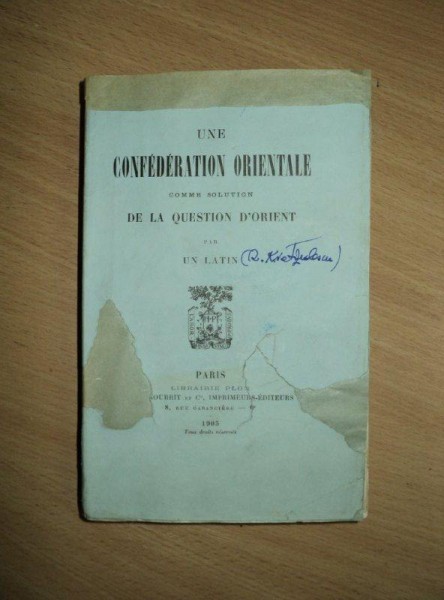 UNE
CONFÉDÉRATION ORIENTALE
COMME SOLUTION
DE LA QUESTION D'ORIENT
PAR
UN LATIN
PARIS
LIBRAIRIE PLON
OURRIT ET Cie, IMPRIMEURS-ÉDITEURS
8, RUE GARANCIÈRE — 6e
1905
Tous droits réservés